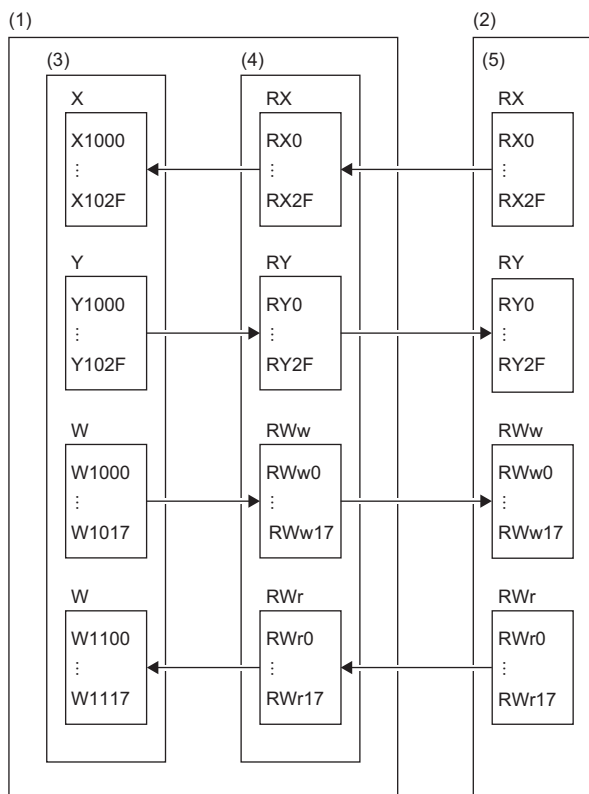 (1)
(2)
(3)
(4)
(5)
X
RX
RX
X1000
RX0
RX0
⋮
⋮
⋮
X102F
RX2F
RX2F
Y
RY
RY
Y1000
RY0
RY0
⋮
⋮
⋮
Y102F
RY2F
RY2F
W
RWw
RWw
W1000
RWw0
RWw0
⋮
⋮
⋮
W1017
RWw17
RWw17
W
RWr
RWr
W1100
RWr0
RWr0
⋮
⋮
⋮
W1117
RWr17
RWr17